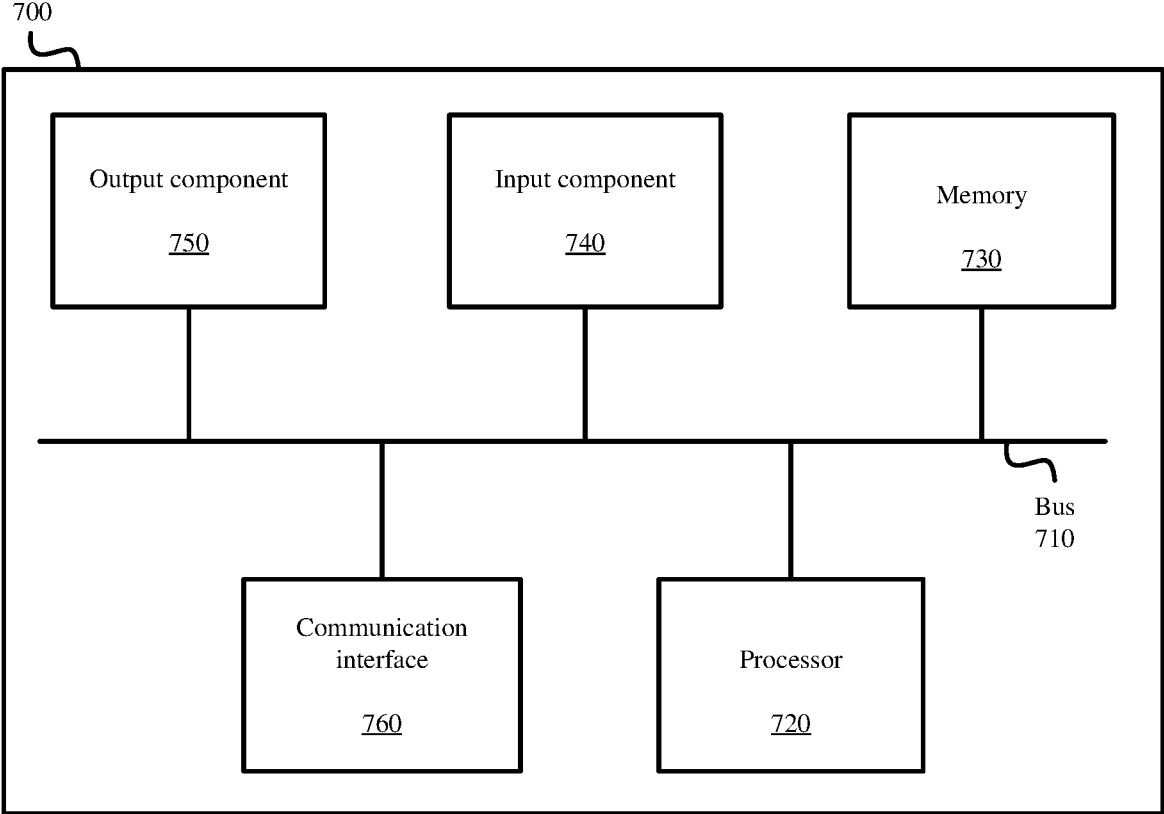 700
Output component
750
Input component
740
Memory
730
Bus
710
Communication
interface
760
Processor
720